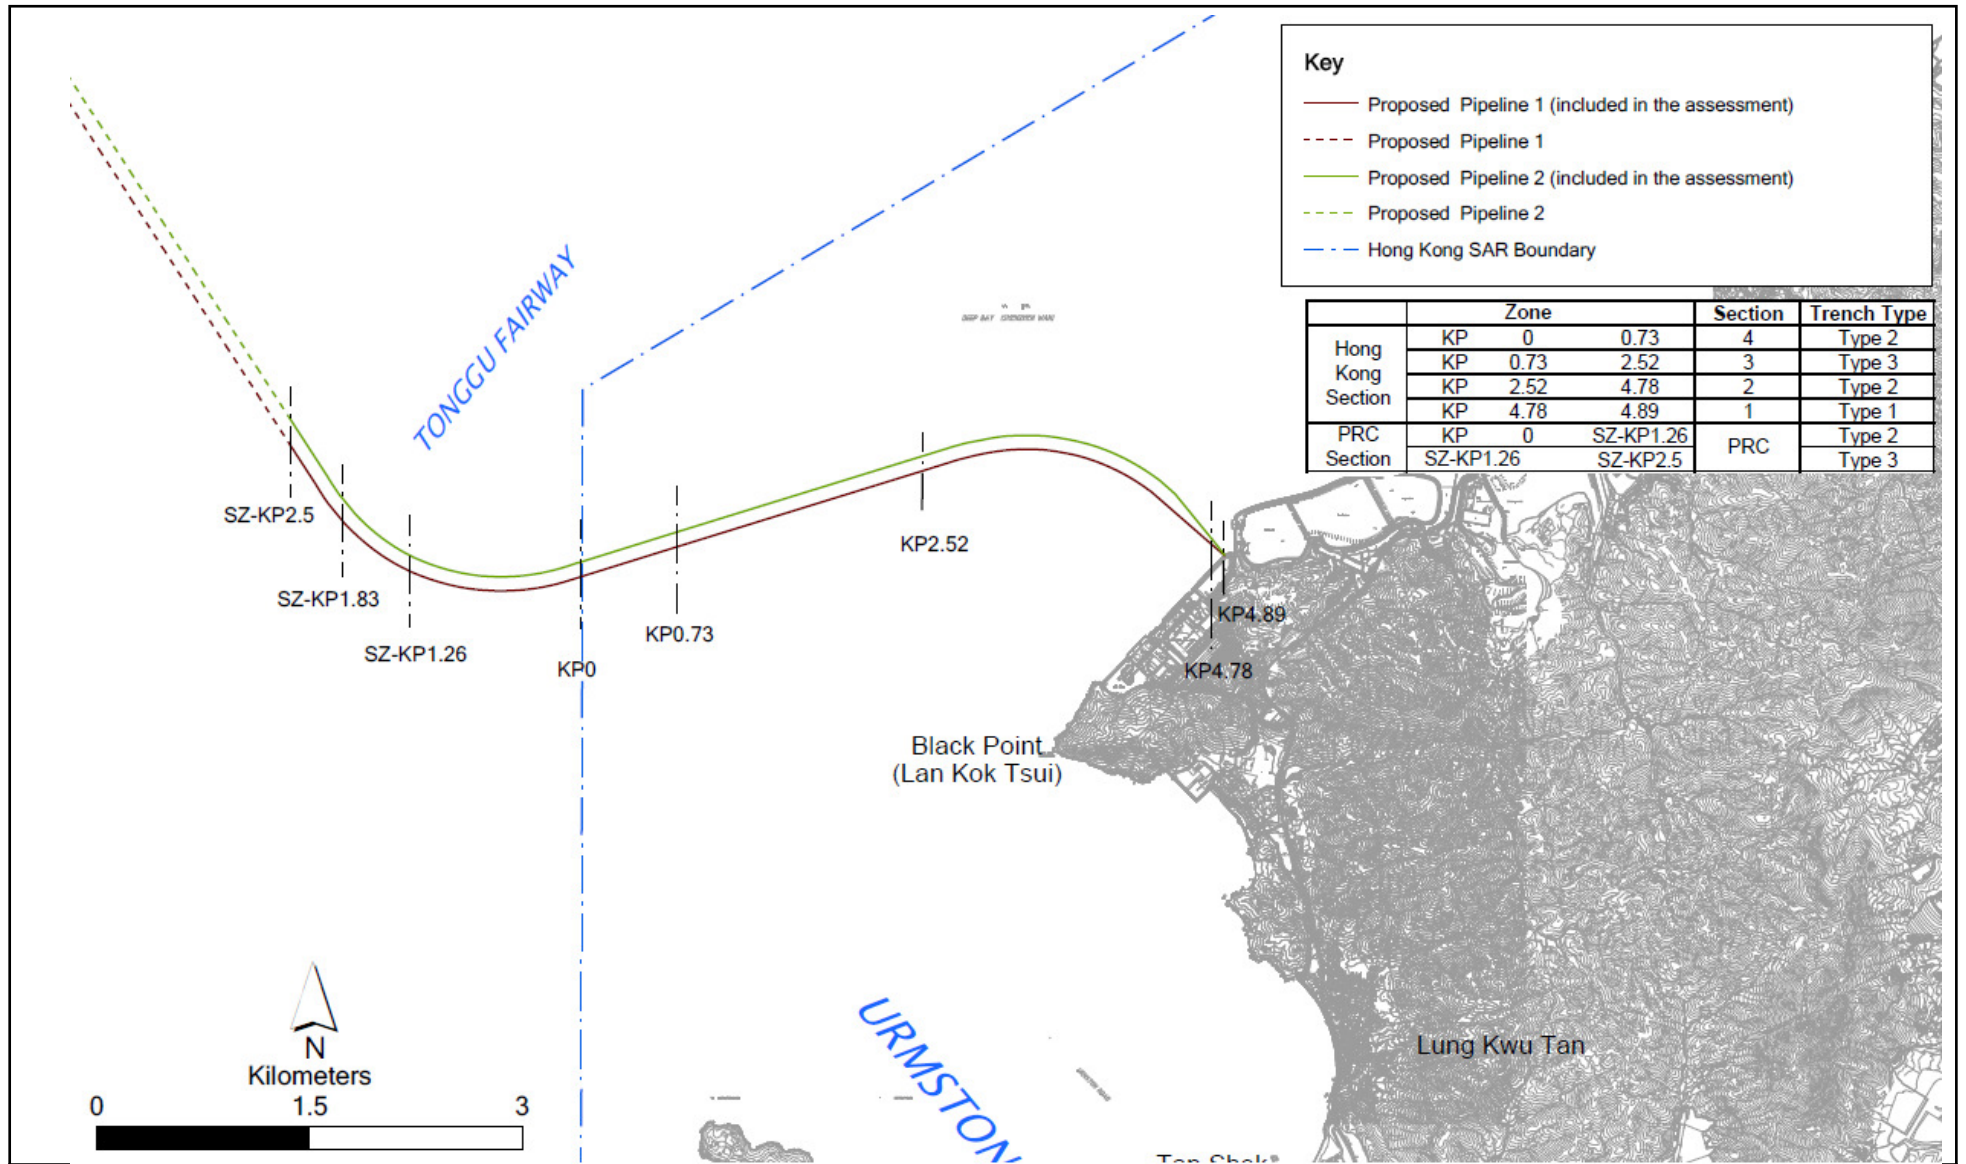 Key
Proposed Pipeline 1 (included in the assessment)
Proposed Pipeline 1
Proposed Pipeline 2 (included in the assessment)
Proposed Pipeline 2
Hong Kong SAR Boundary
Zone Section Trench Type
Hong Kong Section
KP 0 0.73 4 Type 2
KP 0.73 2.52 3 Type 3
KP 2.52 4.78 2 Type 2
KP 4.78 4.89 1 Type 1
PRC Section
KP 0 SZ-KP1.26 PRC Type 2
SZ-KP1.26 SZ-KP2.5 Type 3
TONGGU FAIRWAY
SZ-KP2.5
SZ-KP1.83
SZ-KP1.26
KP0
KP0.73
KP2.52
KP4.89
KP4.78
Black Point
(Lan Kok Tsui)
URMSTON
Lung Kwu Tan
N
Kilometers
0 1.5 3